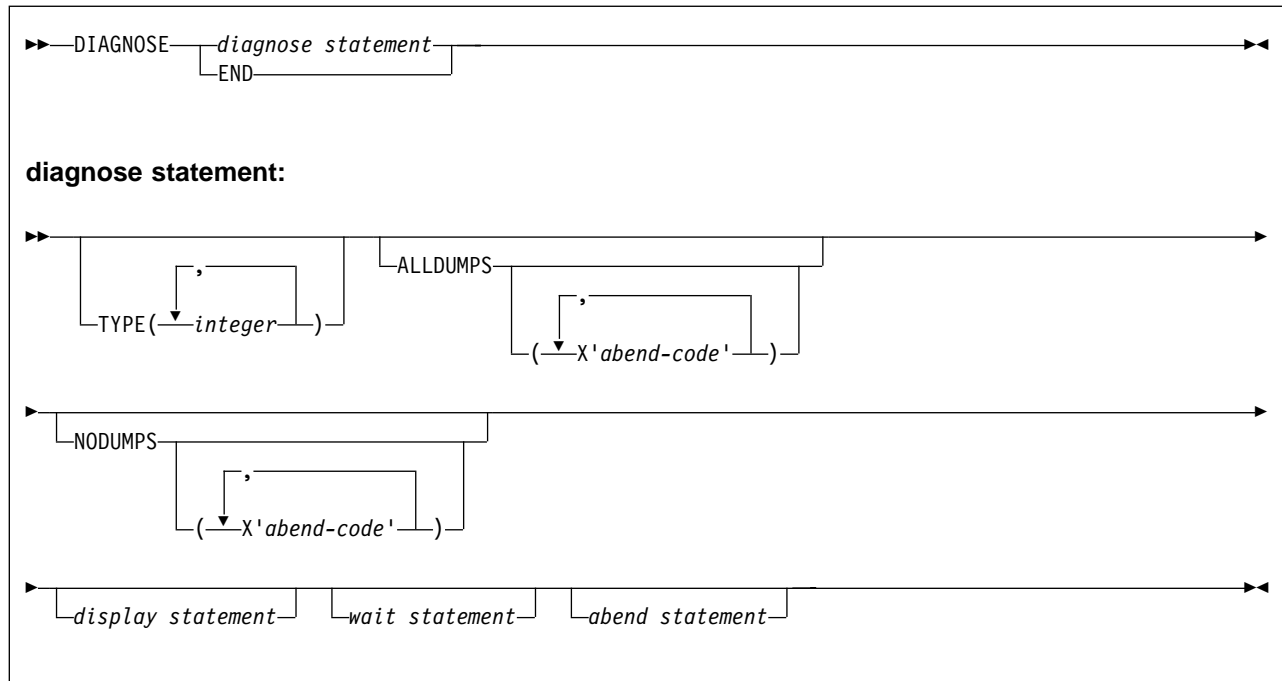 DIAGNOSE diagnose statement
END
diagnose statement:
,
TYPE( integer )
ALLDUMPS
,
( X'abend-code' )
NODUMPS
,
( X'abend-code' )
display statement wait statement abend statement